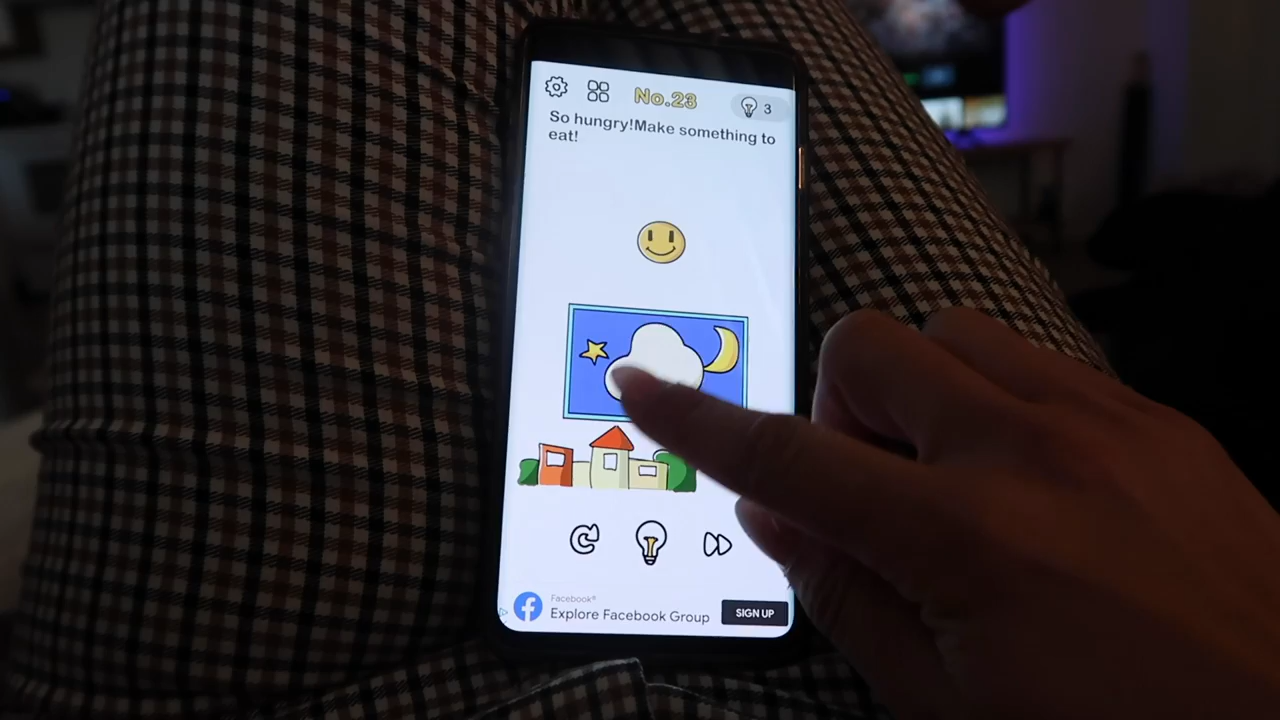 No.23
3
So hungry!Make something to
eat!
Facebook®
Explore Facebook Group
SIGN UP